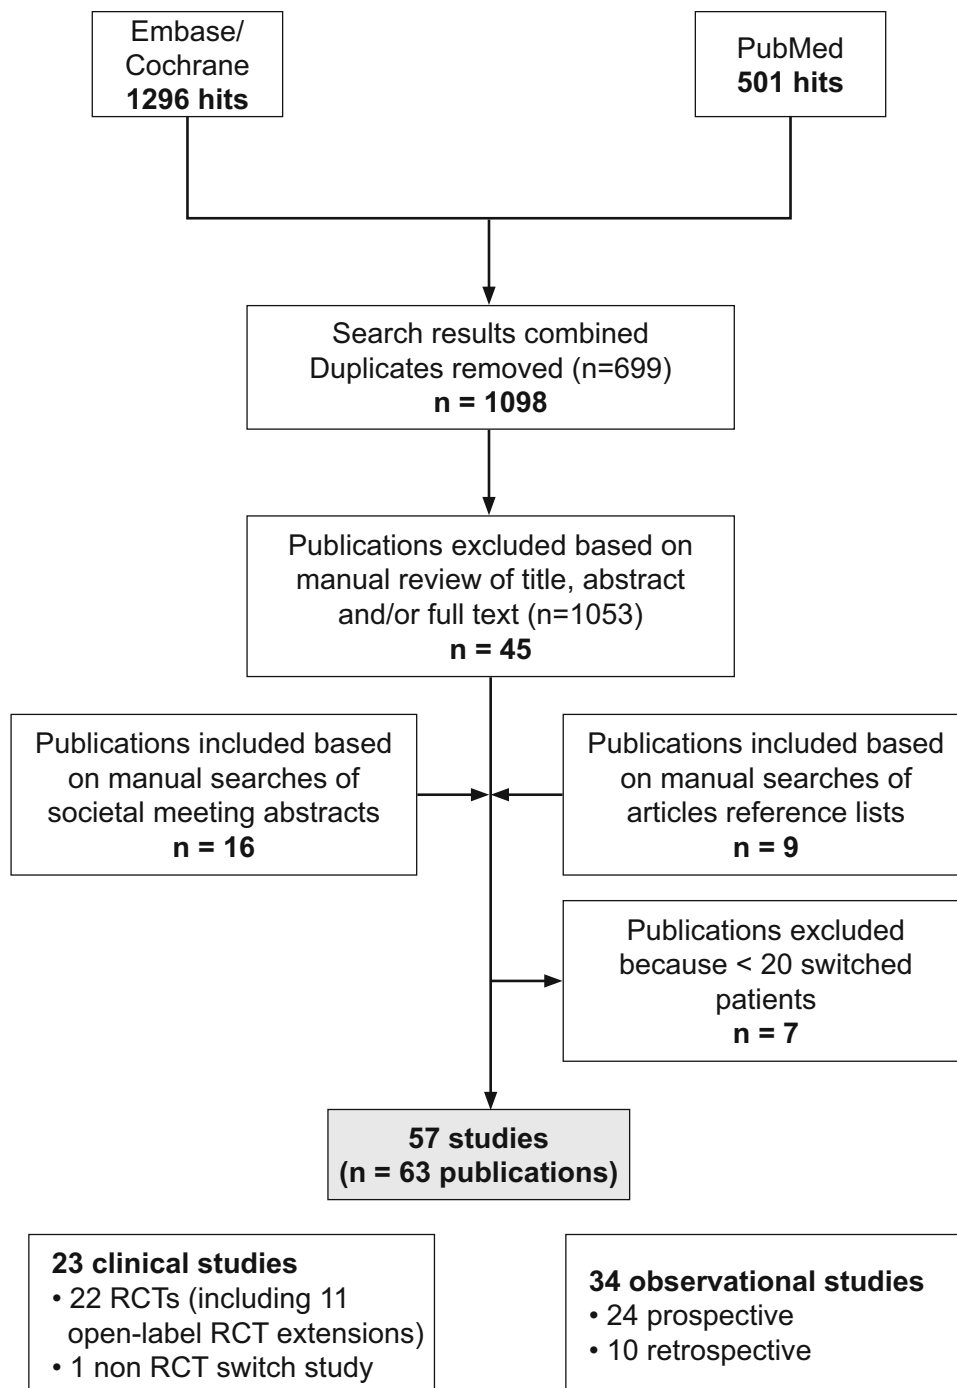 Embase/
Cochrane
1296 hits
PubMed
501 hits
Search results combined
Duplicates removed (n=699)
n = 1098
Publications excluded based on
manual review of title, abstract
and/or full text (n=1053)
n = 45
Publications included based
on manual searches of
societal meeting abstracts
n = 16
Publications included based
on manual searches of
articles reference lists
n = 9
Publications excluded
because < 20 switched
patients
n = 7
57 studies
(n = 63 publications)
23 clinical studies
• 22 RCTs (including 11
open-label RCT extensions)
• 1 non RCT switch study
34 observational studies
• 24 prospective
• 10 retrospective